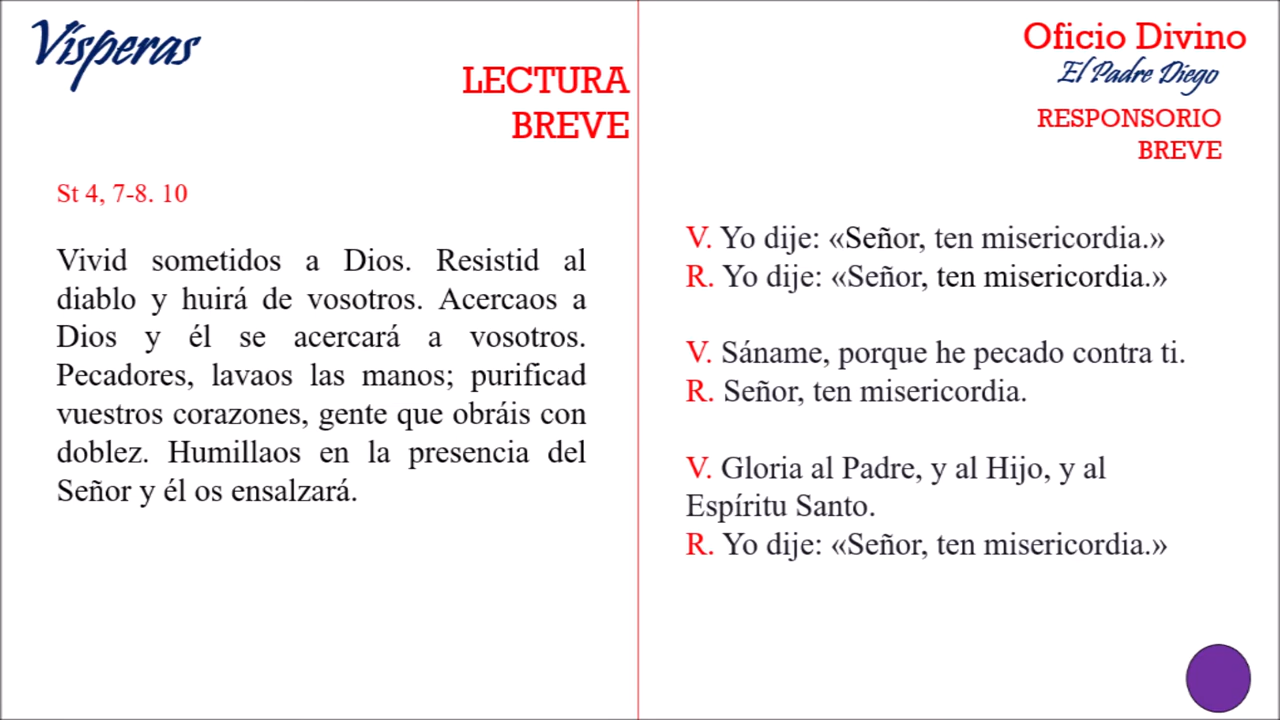 Vísperas
LECTURA
BREVE
St 4, 7-8. 10
Vivid sometidos a Dios. Resistid al
diablo y huirá de vosotros. Acercaos a
Dios y él se acercará a vosotros.
Pecadores, lavaos las manos; purificad
vuestros corazones, gente que obráis con
doblez. Humillaos en la presencia del
Señor y él os ensalzará.
Oficio Divino
El Padre Diego
RESPONSORIO
BREVE
V. Yo dije: «Señor, ten misericordia.»
R. Yo dije: «Señor, ten misericordia.»
V. Sáname, porque he pecado contra ti.
R. Señor, ten misericordia.
V. Gloria al Padre, y al Hijo, y al
Espíritu Santo.
R. Yo dije: «Señor, ten misericordia.»